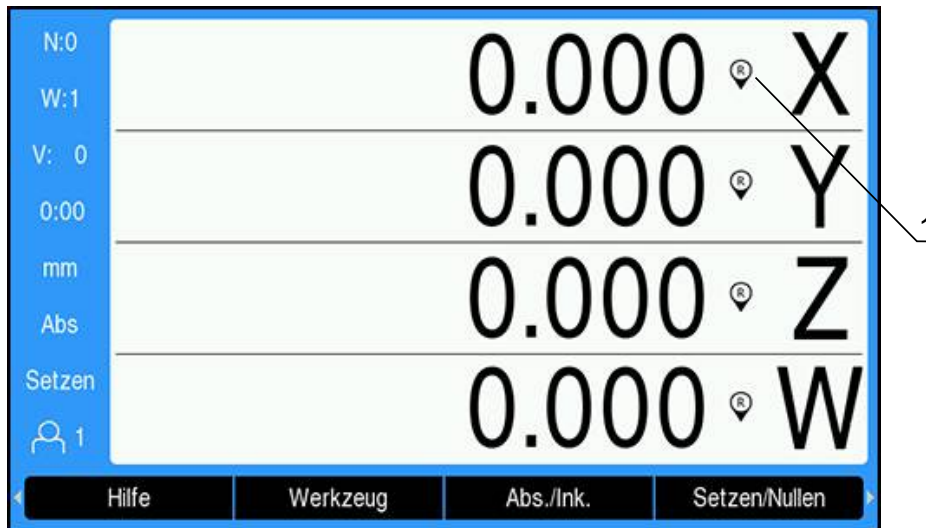 N:0
W:1
V: 0
0:00
mm
Abs
Setzen
1
0.000 R X
0.000 R Y
0.000 R Z
0.000 R W
1
Hilfe
Werkzeug
Abs./Ink.
Setzen/Nullen